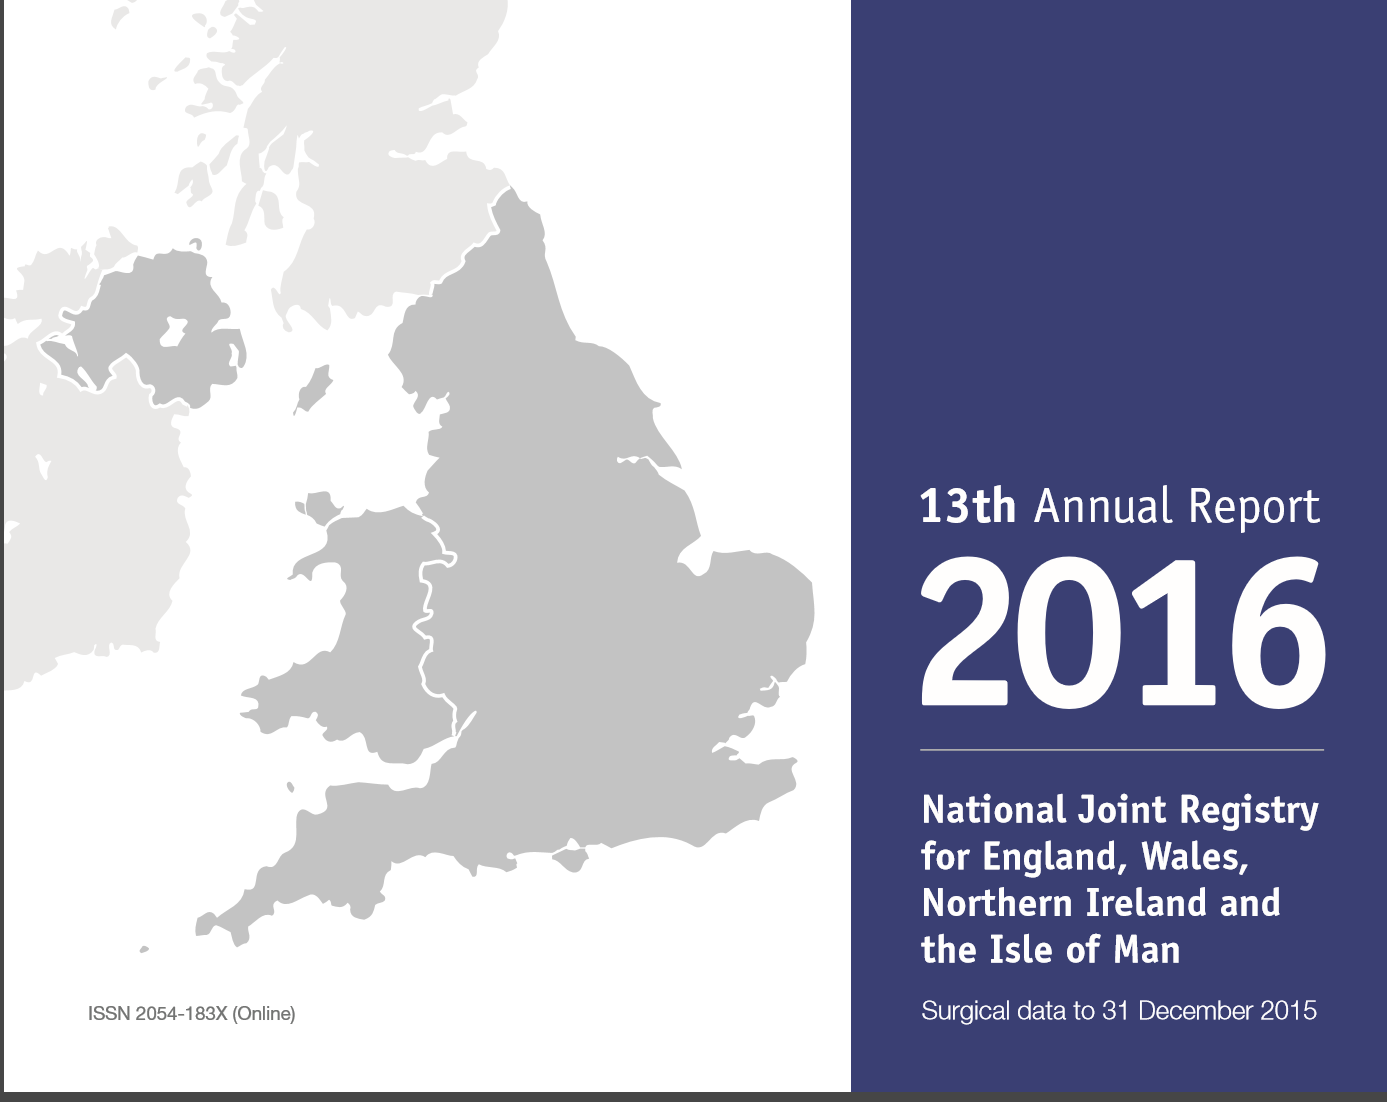 13th Annual Report
2016
National Joint Registry
for England, Wales,
Northern Ireland and
the Isle of Man
Surgical data to 31 December 2015
ISSN 2054-183X (Online)